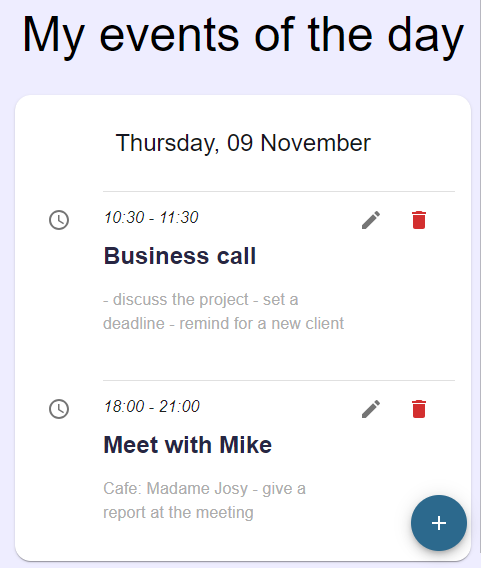 My events of the day
Thursday, 09 November
10:30 - 11:30
Business call
- discuss the project - set a
deadline - remind for a new client
18:00 - 21:00
Meet with Mike
Cafe: Madame Josy - give a
report at the meeting
+